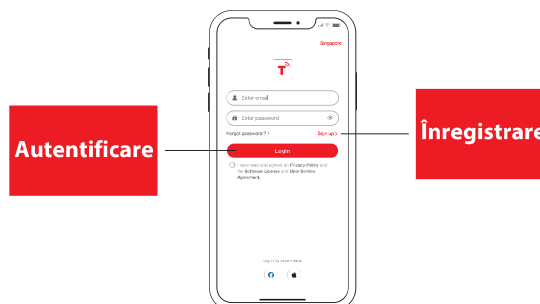 Singapore
T
Enter email
Enter password
Forgot password ? Sign up
Autentificare
Înregistrare
Login
I have read and agreed on Privacy Policy and
the Software License and User Service
Agreement.